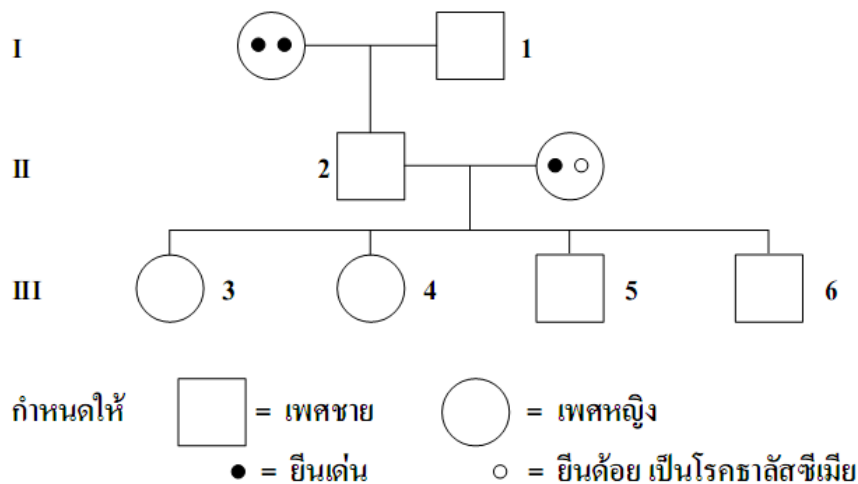 I 1
II 2
III 3 4 5 6
กำหนดให้ = เพศชาย = เพศหญิง
= ยีนเด่น = ยีนด้อย เป็นโรคธาลัสซีเมีย